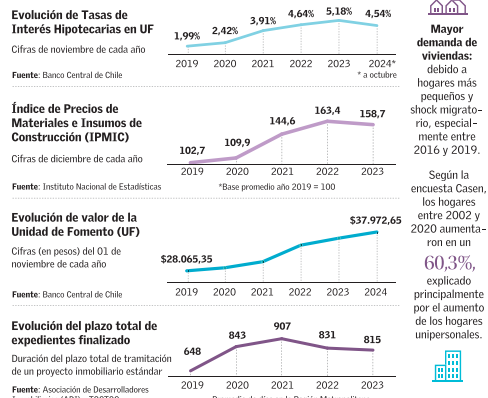 Evolución de Tasas de
Interés Hipotecarias en UF
Cifras de noviembre de cada año
Fuente: Banco Central de Chile
1,99%
2,42%
3,91%
4,64%
5,18%
4,54%
2019 2020 2021 2022 2023 2024*
* a octubre
Índice de Precios de
Materiales e Insumos de
Construcción (IPMIC)
Cifras de diciembre de cada año
Fuente: Instituto Nacional de Estadísticas
102,7
109,9
144,6
163,4
158,7
2019 2020 2021 2022 2023
*Base promedio año 2019 = 100
Evolución de valor de la
Unidad de Fomento (UF)
Cifras (en pesos) del 01 de
noviembre de cada año
Fuente: Banco Central de Chile
$28.065,35
$37.972,65
2019 2020 2021 2022 2023 2024
Evolución del plazo total de
expedientes finalizado
Duración del plazo total de tramitación
de un proyecto inmobiliario estándar
Fuente: Asociación de Desarrolladores
648
843
907
831
815
2019 2020 2021 2022 2023
Mayor
demanda de
viviendas:
debido a
hogares más
pequeños y
shock migrato-
rio, especial-
mente entre
2016 y 2019.
Según la
encuesta Casen,
los hogares
entre 2002 y
2020 aumenta-
ron en un
60,3%,
explicado
principalmente
por el aumento
de los hogares
unipersonales.